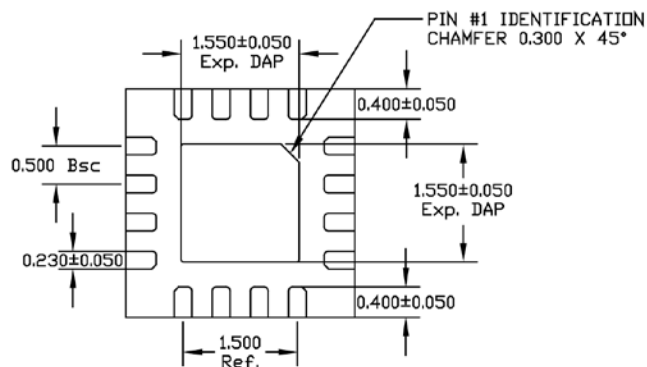 PIN #1 IDENTIFICATION
CHAMFER 0.300 X 45°
1.550±0.050
Exp. DAP
0.400±0.050
0.500 Bsc
1.550±0.050
Exp. DAP
0.230±0.050
0.400±0.050
1.500
Ref.